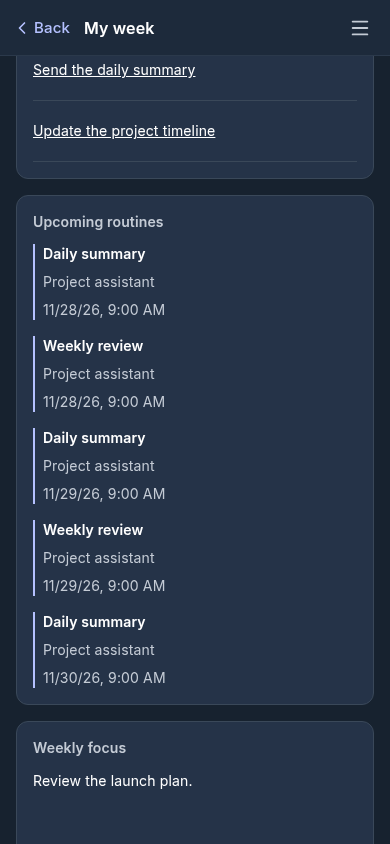 Back My week
Send the daily summary
Update the project timeline
Upcoming routines
Daily summary
Project assistant
11/28/26, 9:00 AM
Weekly review
Project assistant
11/28/26, 9:00 AM
Daily summary
Project assistant
11/29/26, 9:00 AM
Weekly review
Project assistant
11/29/26, 9:00 AM
Daily summary
Project assistant
11/30/26, 9:00 AM
Weekly focus
Review the launch plan.